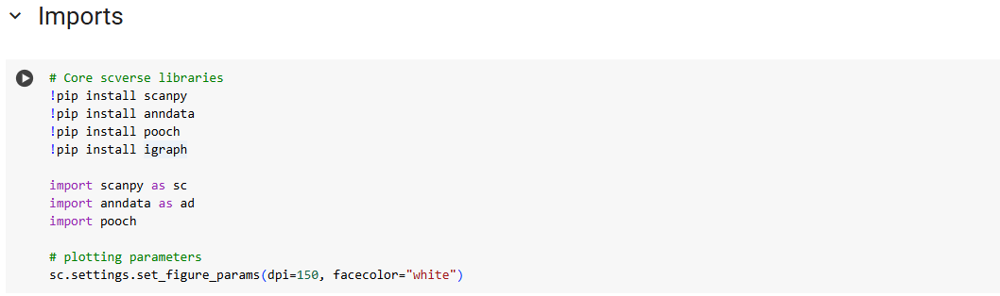 Imports
# Core scverse libraries
!pip install scanpy
!pip install anndata
!pip install pooch
!pip install igraph
import scanpy as sc
import anndata as ad
import pooch
# plotting parameters
sc.settings.set_figure_params(dpi=150, facecolor="white")